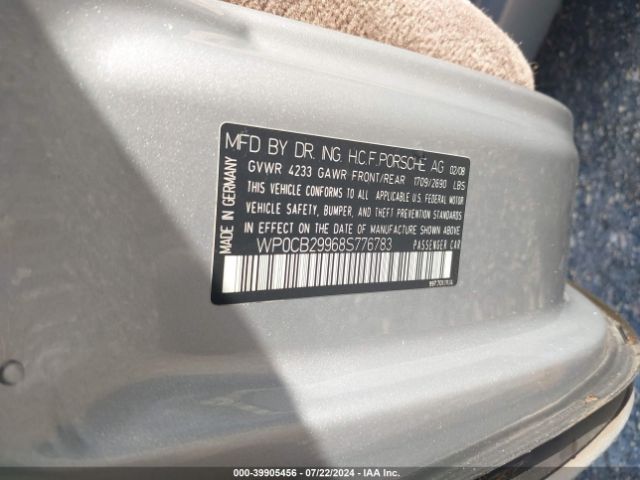 MFD BY DR. ING. H.C.F.PORSCHE AG 02/08
GVWR 4233 GAWR FRONT/REAR 1709/2690 LBS
THIS VEHICLE CONFORMS TO ALL U.S. FEDERAL MOTOR
VEHICLE SAFETY, BUMPER, AND THEFT PREVENTION STANDARDS
IN EFFECT ON THE DATE OF MANUFACTURE SHOWN ABOVE
WP0CB29968S776783 PASSENGER CAR
MADE IN GERMANY
000-39905456 - 07/22/2024 - IAA Inc.